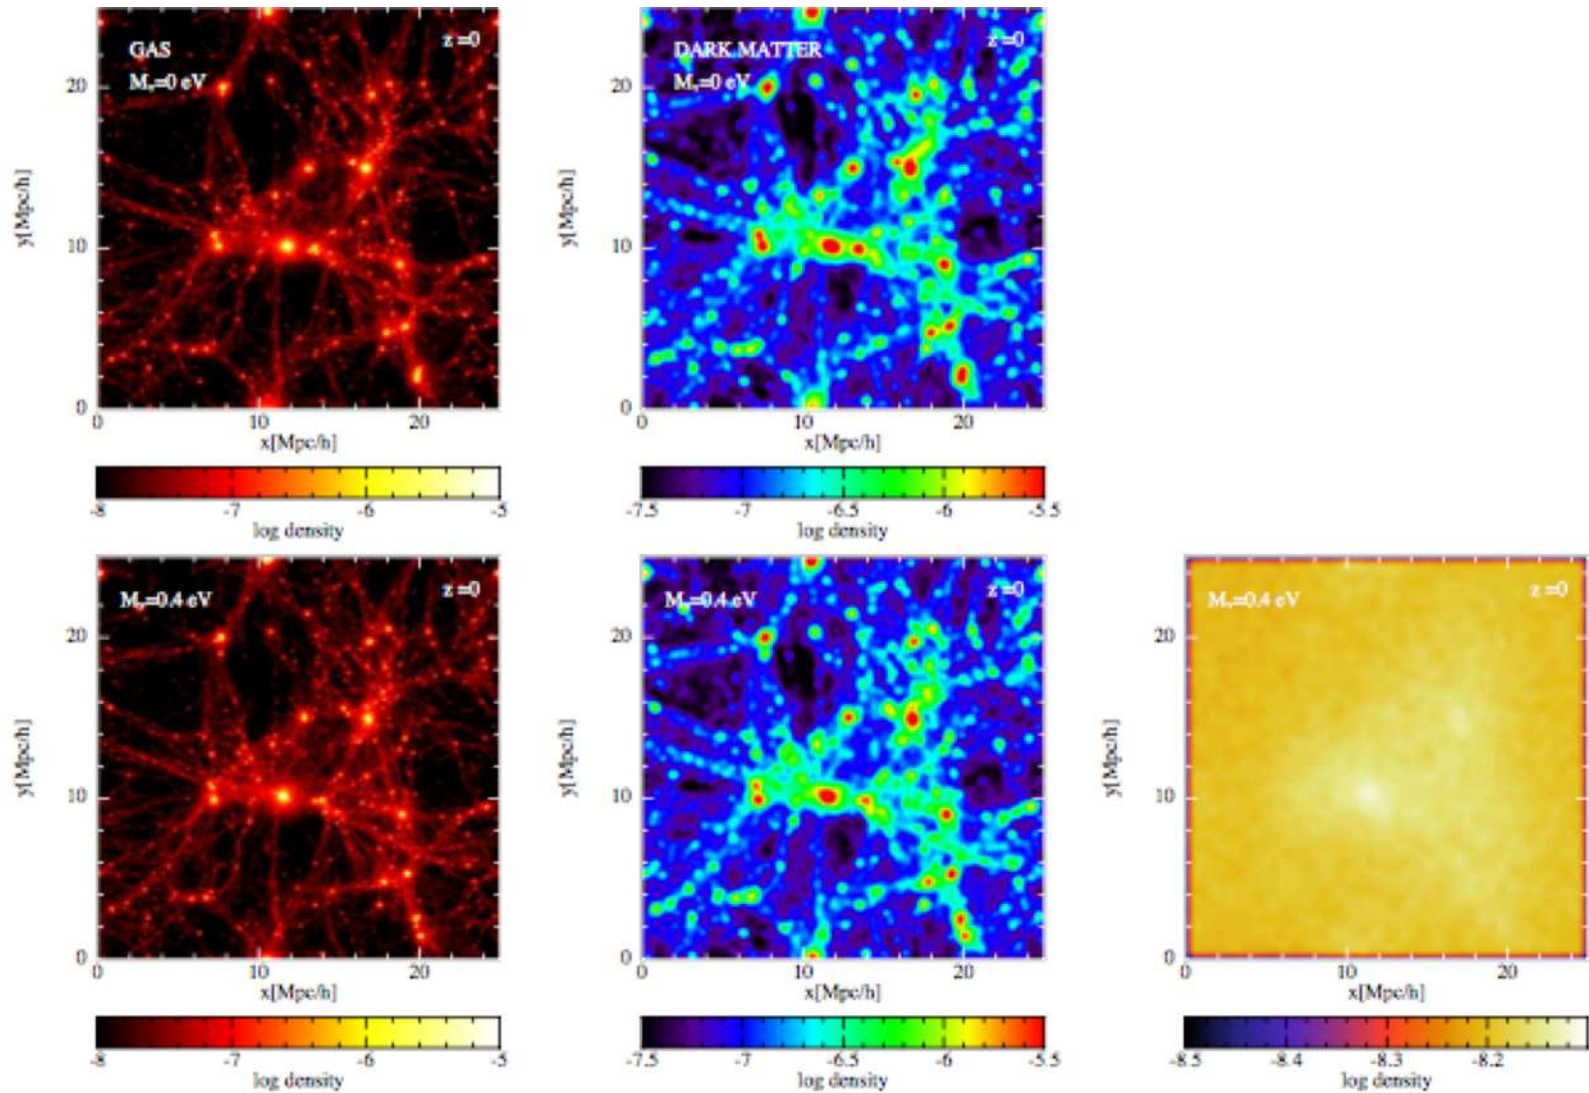 GAS
M,=0 eV
z =0
20
10
0
y[Mpc/h]
0 10 20
x[Mpc/h]
-8 -7 -6 -5
log density
DARK MATTER
M,=0 eV
z =0
20
10
0
y[Mpc/h]
0 10 20
x[Mpc/h]
-7.5 -7 -6.5 -6 -5.5
log density
M,=0.4 eV
z =0
20
10
0
y[Mpc/h]
0 10 20
x[Mpc/h]
-8 -7 -6 -5
log density
M,=0.4 eV
z =0
20
10
0
y[Mpc/h]
0 10 20
x[Mpc/h]
-7.5 -7 -6.5 -6 -5.5
log density
M,=0.4 eV
z =0
20
10
0
y[Mpc/h]
0 10 20
x[Mpc/h]
-8.5 -8.4 -8.3 -8.2
log density